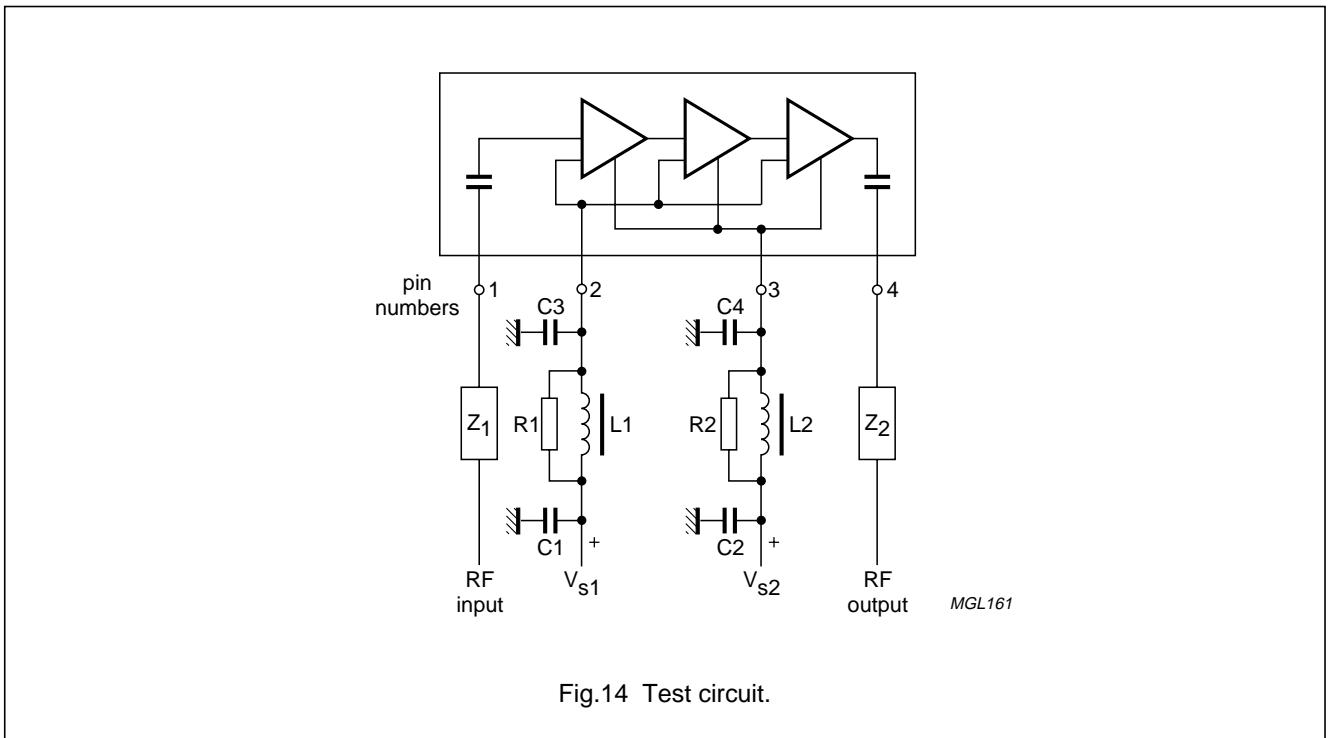 pin
numbers
1
2
3
4
C3
C4
Z1
R1
L1
R2
L2
Z2
C1
+
C2
+
RF
input
Vs1
Vs2
RF
output
MGL161
Fig.14 Test circuit.